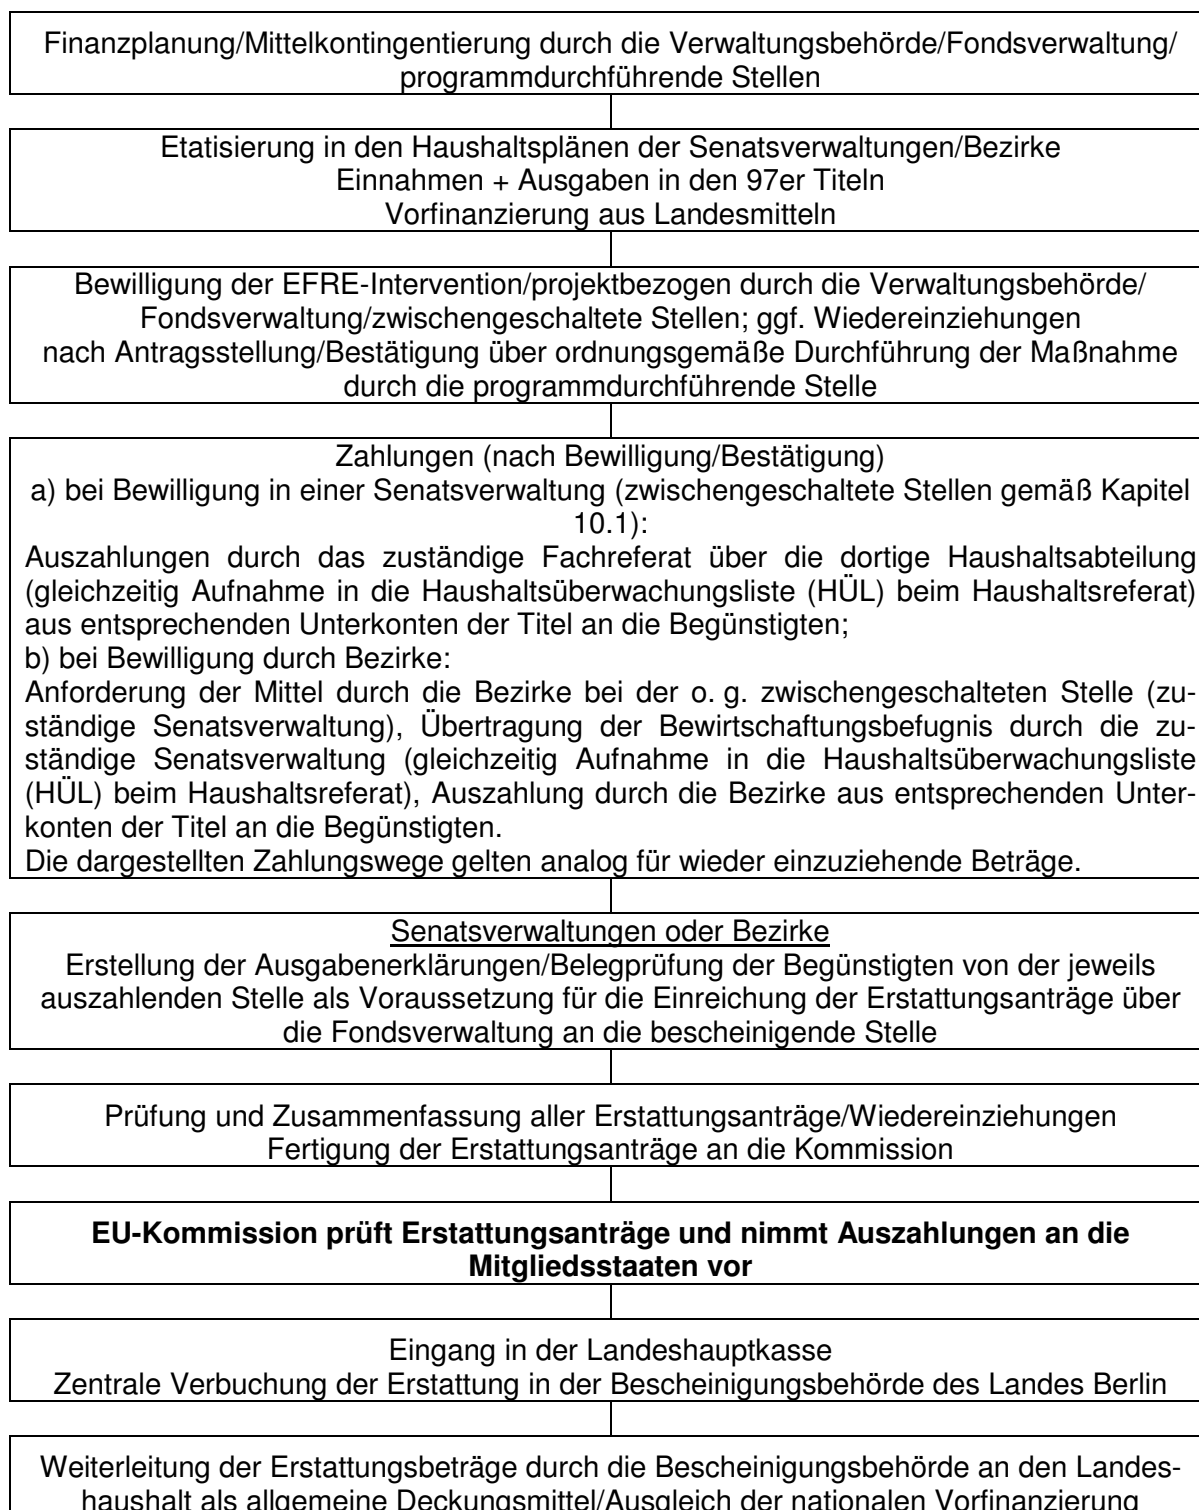 Finanzplanung/Mittelkontingentierung durch die Verwaltungsbehörde/Fondsverwaltung/
programmdurchführende Stellen
Etatisierung in den Haushaltsplänen der Senatsverwaltungen/Bezirke
Einnahmen + Ausgaben in den 97er Titeln
Vorfinanzierung aus Landesmitteln
Bewilligung der EFRE-Intervention/projektbezogen durch die Verwaltungsbehörde/
Fondsverwaltung/zwischengeschaltete Stellen; ggf. Wiedereinziehungen
nach Antragsstellung/Bestätigung über ordnungsgemäße Durchführung der Maßnahme
durch die programmdurchführende Stelle
Zahlungen (nach Bewilligung/Bestätigung)
a) bei Bewilligung in einer Senatsverwaltung (zwischengeschaltete Stellen gemäß Kapitel
10.1):
Auszahlungen durch das zuständige Fachreferat über die dortige Haushaltsabteilung
(gleichzeitig Aufnahme in die Haushaltsüberwachungsliste (HÜL) beim Haushaltsreferat)
aus entsprechenden Unterkonten der Titel an die Begünstigten;
b) bei Bewilligung durch Bezirke:
Anforderung der Mittel durch die Bezirke bei der o. g. zwischengeschalteten Stelle (zu-
ständige Senatsverwaltung), Übertragung der Bewirtschaftungsbefugnis durch die zu-
ständige Senatsverwaltung (gleichzeitig Aufnahme in die Haushaltsüberwachungsliste
(HÜL) beim Haushaltsreferat), Auszahlung durch die Bezirke aus entsprechenden Unter-
konten der Titel an die Begünstigten.
Die dargestellten Zahlungswege gelten analog für wieder einzuziehende Beträge.
Senatsverwaltungen oder Bezirke
Erstellung der Ausgabenerklärungen/Belegprüfung der Begünstigten von der jeweils
auszahlenden Stelle als Voraussetzung für die Einreichung der Erstattungsanträge über
die Fondsverwaltung an die bescheinigende Stelle
Prüfung und Zusammenfassung aller Erstattungsanträge/Wiedereinziehungen
Fertigung der Erstattungsanträge an die Kommission
EU-Kommission prüft Erstattungsanträge und nimmt Auszahlungen an die
Mitgliedsstaaten vor
Eingang in der Landeshauptkasse
Zentrale Verbuchung der Erstattung in der Bescheinigungsbehörde des Landes Berlin
Weiterleitung der Erstattungsbeträge durch die Bescheinigungsbehörde an den Landes-
haushalt als allgemeine Deckungsmittel/Ausgleich der nationalen Vorfinanzierung